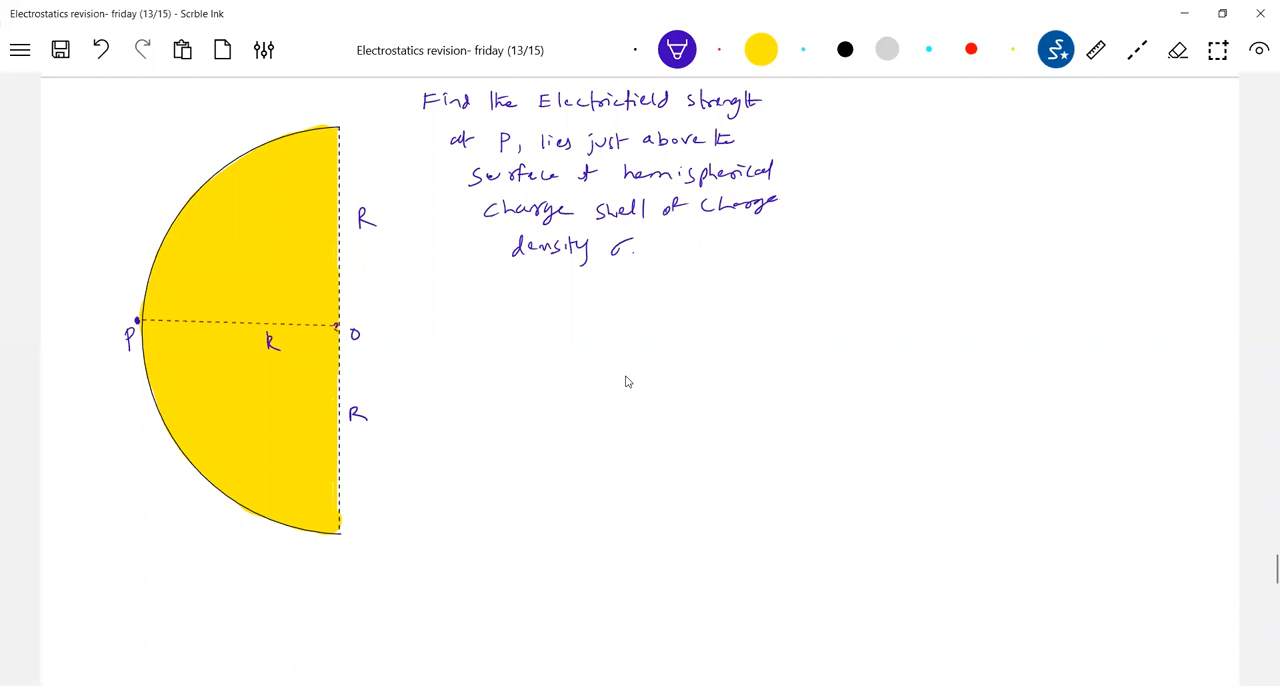 Electrostatics revision- friday (13/15) - Scrble Ink
Electrostatics revision- friday (13/15)
Find the Electricfield strength
at P, lies just above the
surface of hemispherical
charge shell of charge
density σ.
R
P
R
O
R